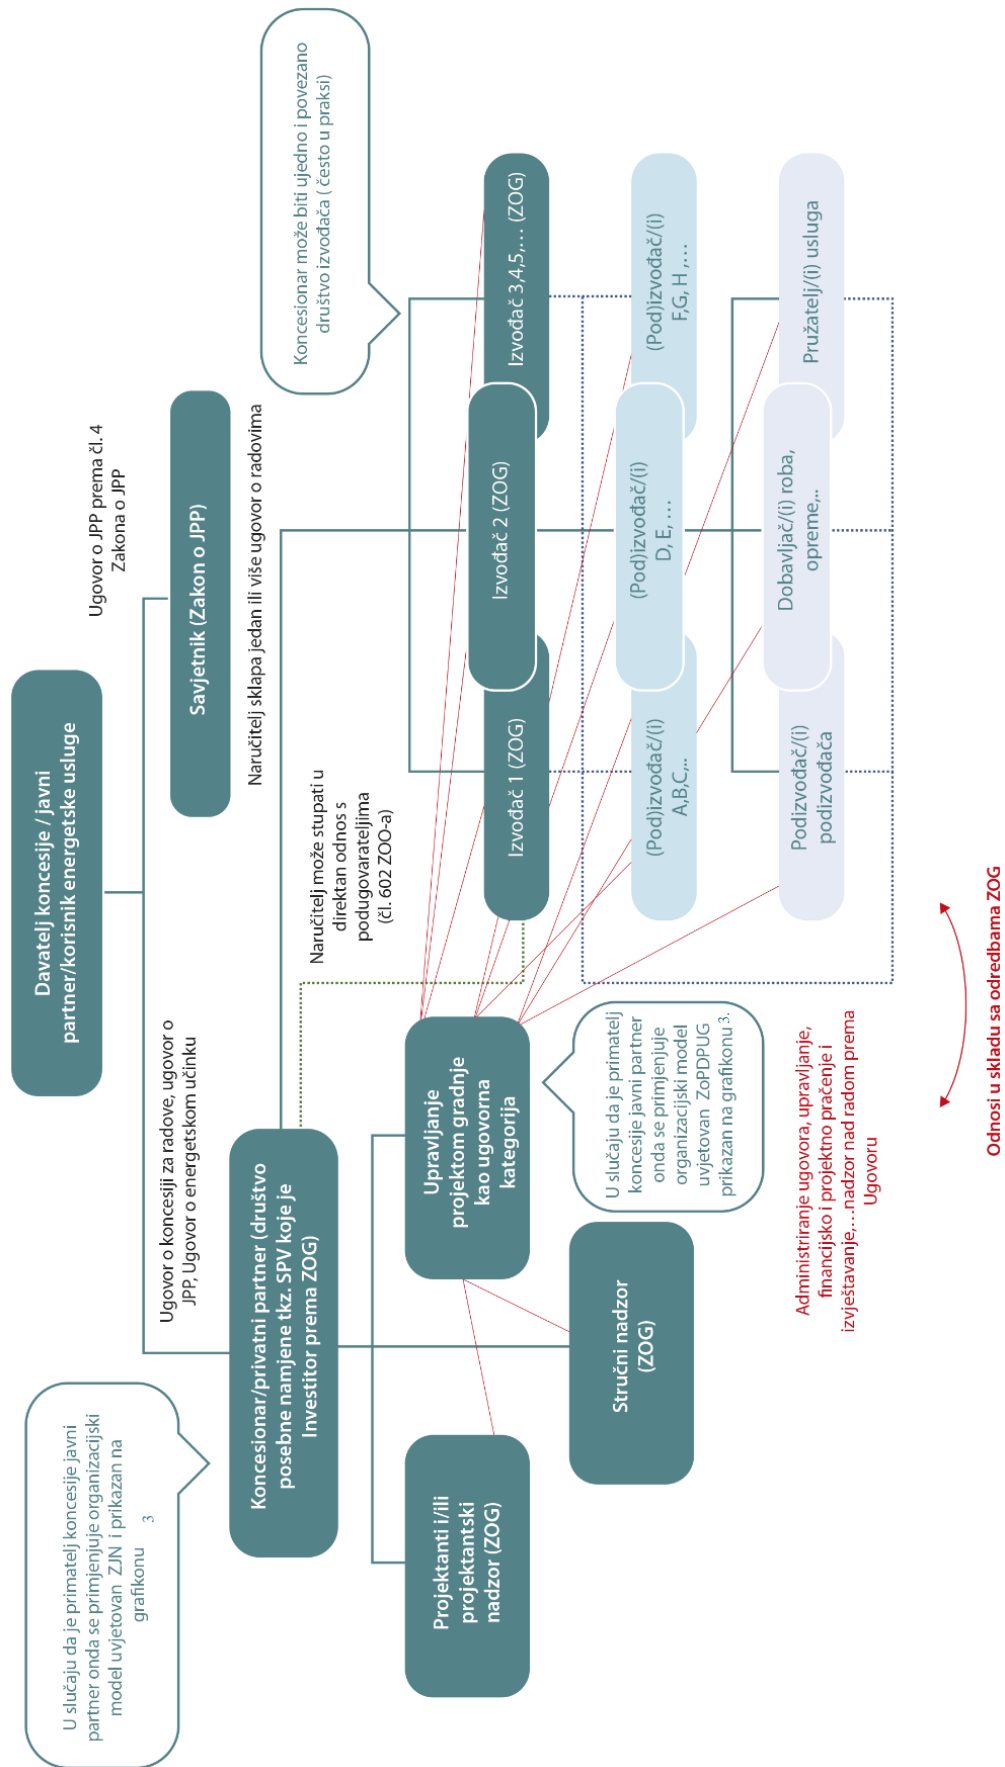 Davatelj koncesije / javni
partner/korisnik energetske usluge
Ugovor o JPP prema čl. 4
Zakona o JPP
Savjetnik (Zakon o JPP)
U slučaju da je primatelj koncesije javni
partner onda se primjenjuje organizacijski
model uvjetovan ZJN i prikazan na
grafikonu 3
Ugovor o koncesiji za radove, ugovor o
JPP, Ugovor o energetskom učinku
Koncesionar/privatni partner (društvo
posebne namjene tkz. SPV koje je
Investitor prema ZOG)
Naručitelj sklapa jedan ili više ugovor o radovima
Koncesionar može biti ujedno i povezano
društvo izvođača ( često u praksi)
Naručitelj može stupati u
direktan odnos s
podugovarateljima
(čl. 602 ZOO-a)
Projektanti i/ili
projektantski
nadzor (ZOG)
Upravljanje
projektom gradnje
kao ugovorna
kategorija
Stručni nadzor
(ZOG)
U slučaju da je primatelj
koncesije javni partner
onda se primjenjuje
organizacijski model
uvjetovan ZoPDPUG
prikazan na grafikonu 3.
Izvođač 1 (ZOG)
Izvođač 2 (ZOG)
Izvođač 3,4,5,… (ZOG)
(Pod)izvođač/(i)
A,B,C,..
(Pod)izvođač/(i)
D, E, …
(Pod)izvođač/(i)
F,G, H ,…
Podizvođač/(i)
podizvođača
Dobavljač/(i) roba,
opreme,..
Pružatelj/(i) usluga
Administriranje ugovora, upravljanje,
financijsko i projektno pračenje i
izvještavanje,…nadzor nad radom prema
Ugovoru
Odnosi u skladu sa odredbama ZOG